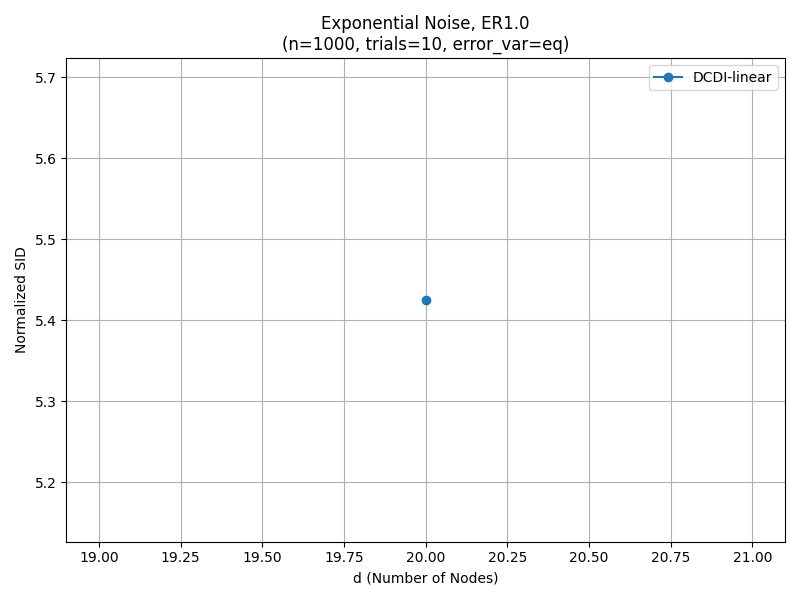 Exponential Noise, ER1.0
(n=1000, trials=10, error_var=eq)
DCDI-linear
Normalized SID
5.7
5.6
5.5
5.4
5.3
5.2
19.00 19.25 19.50 19.75 20.00 20.25 20.50 20.75 21.00
d (Number of Nodes)